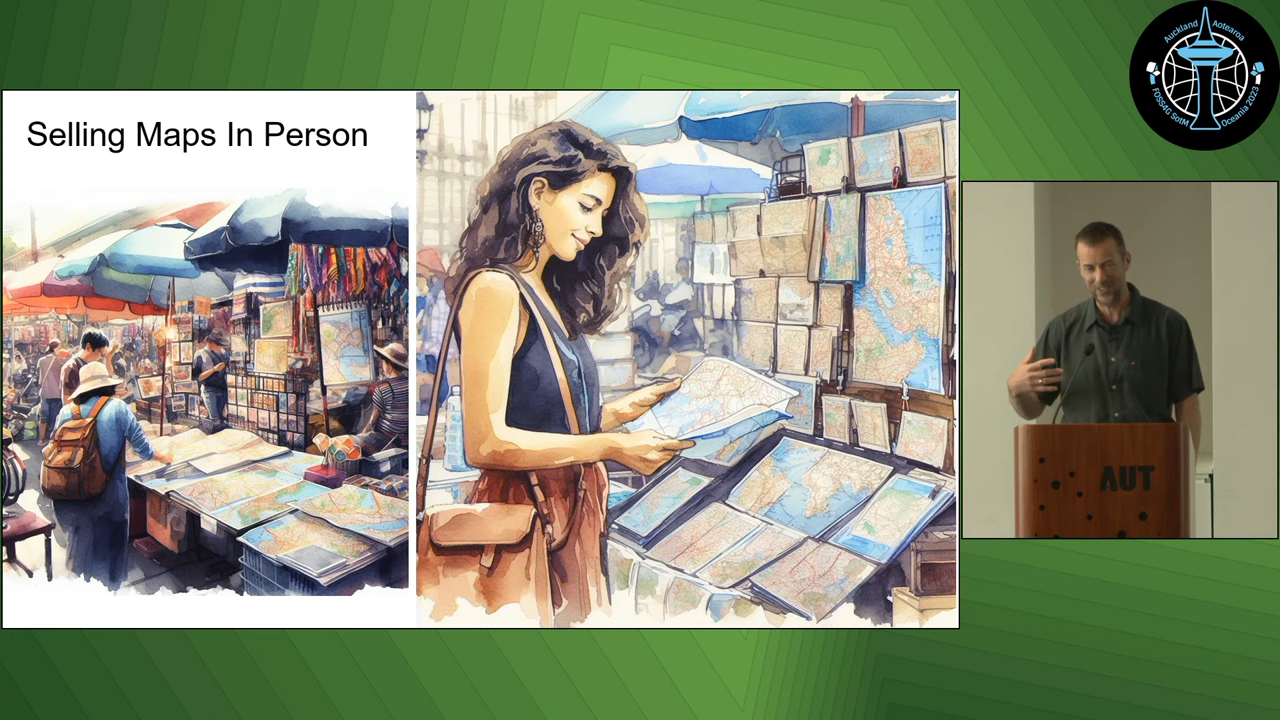 Selling Maps In Person
Auckland Aotearoa
FOSS4G SotM Oceania 2023
AUT